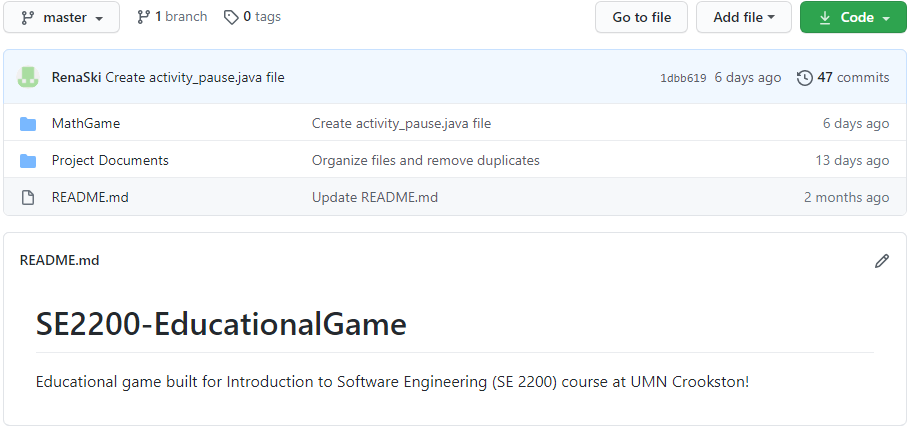 master 1 branch 0 tags Go to file Add file Code
RenaSki Create activity_pause.java file 1dbb619 6 days ago 47 commits
MathGame Create activity_pause.java file 6 days ago
Project Documents Organize files and remove duplicates 13 days ago
README.md Update README.md 2 months ago
README.md
SE2200-EducationalGame
Educational game built for Introduction to Software Engineering (SE 2200) course at UMN Crookston!